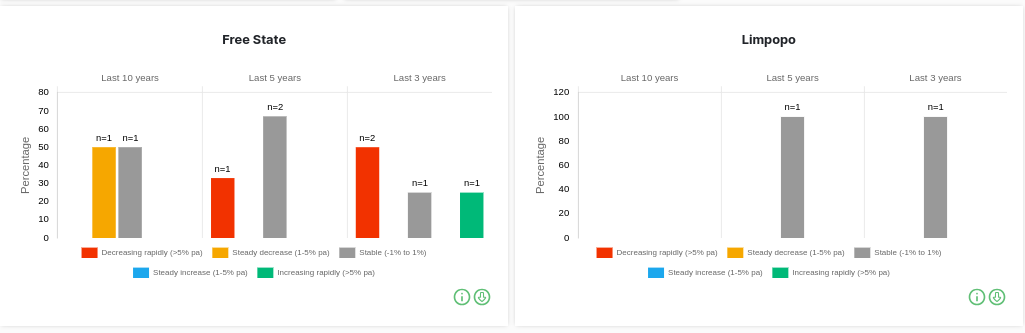 Free State
Last 10 years Last 5 years Last 3 years
Percentage
80
70
60
50
40
30
20
10
0
n=1 n=1 n=1 n=2 n=2 n=1 n=1
Decreasing rapidly (>5% pa) Steady decrease (1-5% pa) Stable (-1% to 1%)
Steady increase (1-5% pa) Increasing rapidly (>5% pa)
Limpopo
Last 10 years Last 5 years Last 3 years
Percentage
120
100
80
60
40
20
0
n=1 n=1
Decreasing rapidly (>5% pa) Steady decrease (1-5% pa) Stable (-1% to 1%)
Steady increase (1-5% pa) Increasing rapidly (>5% pa)